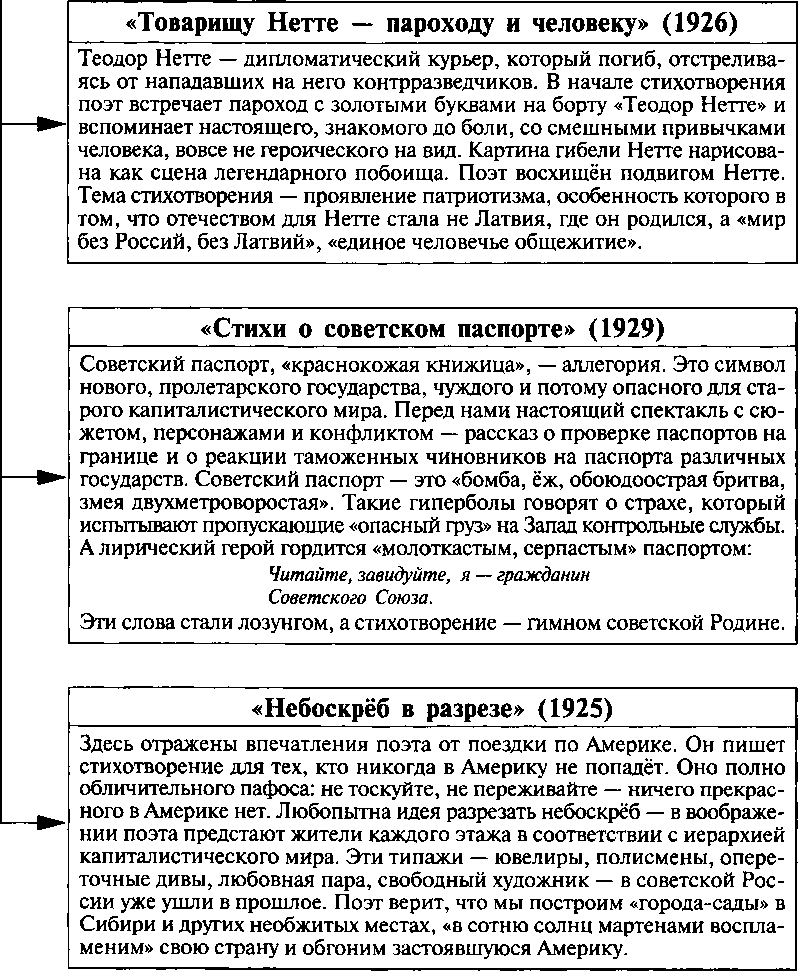 «Товарищу Нетте — пароходу и человеку» (1926)
Теодор Нетте — дипломатический курьер, который погиб, отстрелива-
ясь от нападавших на него контрразведчиков. В начале стихотворения
поэт встречает пароход с золотыми буквами на борту «Теодор Нетте» и
вспоминает настоящего, знакомого до боли, со смешными привычками
человека, вовсе не героического на вид. Картина гибели Нетте нарисова-
на как сцена легендарного побоища. Поэт восхищён подвигом Нетте.
Тема стихотворения — проявление патриотизма, особенность которого в
том, что отечеством для Нетте стала не Латвия, где он родился, а «мир
без Россий, без Латвий», «единое человечье общежитие».
«Стихи о советском паспорте» (1929)
Советский паспорт, «краснокожая книжица», — аллегория. Это символ
нового, пролетарского государства, чуждого и потому опасного для ста-
рого капиталистического мира. Перед нами настоящий спектакль с сю-
жетом, персонажами и конфликтом — рассказ о проверке паспортов на
границе и о реакции таможенных чиновников на паспорта различных
государств. Советский паспорт — это «бомба, ёж, обоюдоострая бритва,
змея двухметроворостая». Такие гиперболы говорят о страхе, который
испытывают пропускающие «опасный груз» на Запад контрольные службы.
А лирический герой гордится «молоткастым, серпастым» паспортом:
Читайте, завидуйте, я — гражданин
Советского Союза.
Эти слова стали лозунгом, а стихотворение — гимном советской Родине.
«Небоскрёб в разрезе» (1925)
Здесь отражены впечатления поэта от поездки по Америке. Он пишет
стихотворение для тех, кто никогда в Америку не попадёт. Оно полно
обличительного пафоса: не тоскуйте, не переживайте — ничего прекрас-
ного в Америке нет. Любопытна идея разрезать небоскрёб — в воображе-
нии поэта предстают жители каждого этажа в соответствии с иерархией
капиталистического мира. Эти типажи — ювелиры, полисмены, опере-
точные дивы, любовная пара, свободный художник — в советской Рос-
сии уже ушли в прошлое. Поэт верит, что мы построим «города-сады» в
Сибири и других необжитых местах, «в сотню солнц мартенами воспла-
меним» свою страну и обгоним застоявшуюся Америку.